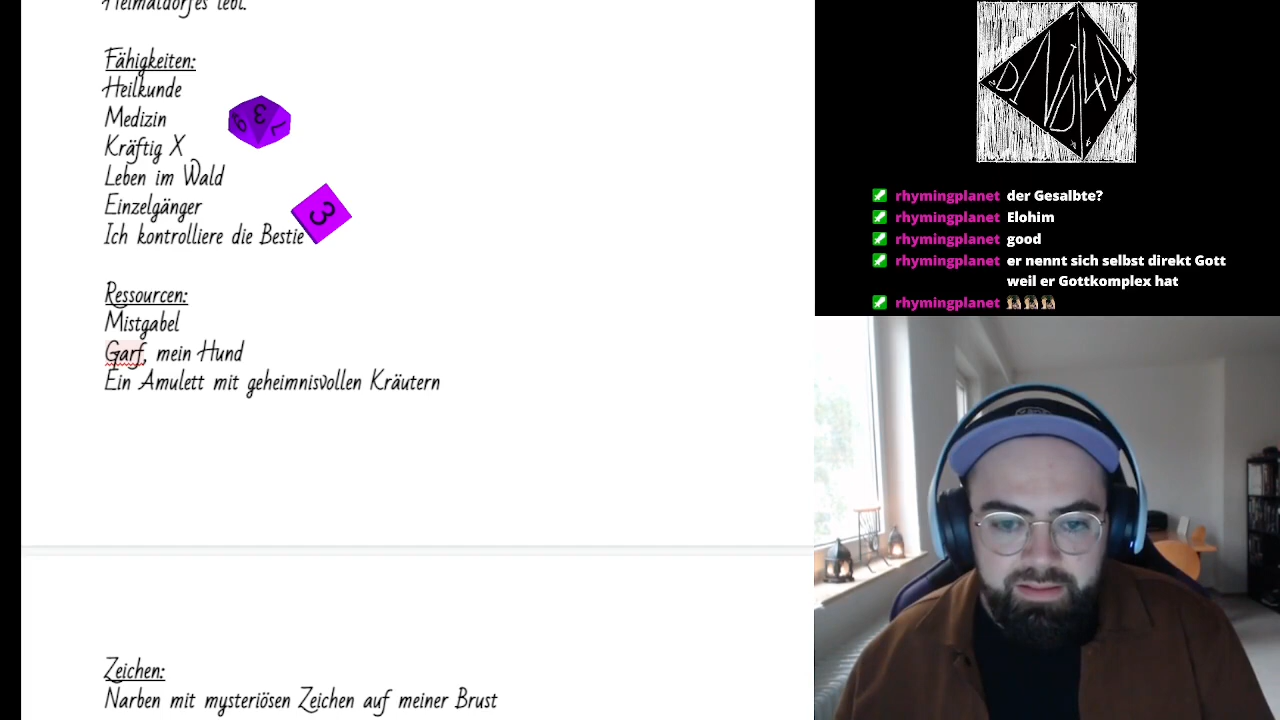 Heimatdorfes lebt.
Fähigkeiten:
Heilkunde
Medizin
Kräftig X
Leben im Wald
Einzelgänger
Ich kontrolliere die Bestie
3
3
Ressourcen:
Mistgabel
Garf, mein Hund
Ein Amulett mit geheimnisvollen Kräutern
Zeichen:
Narben mit mysteriösen Zeichen auf meiner Brust
rhymingplanet der Gesalbte?
rhymingplanet Elohim
rhymingplanet good
rhymingplanet er nennt sich selbst direkt Gott
weil er Gottkomplex hat
rhymingplanet